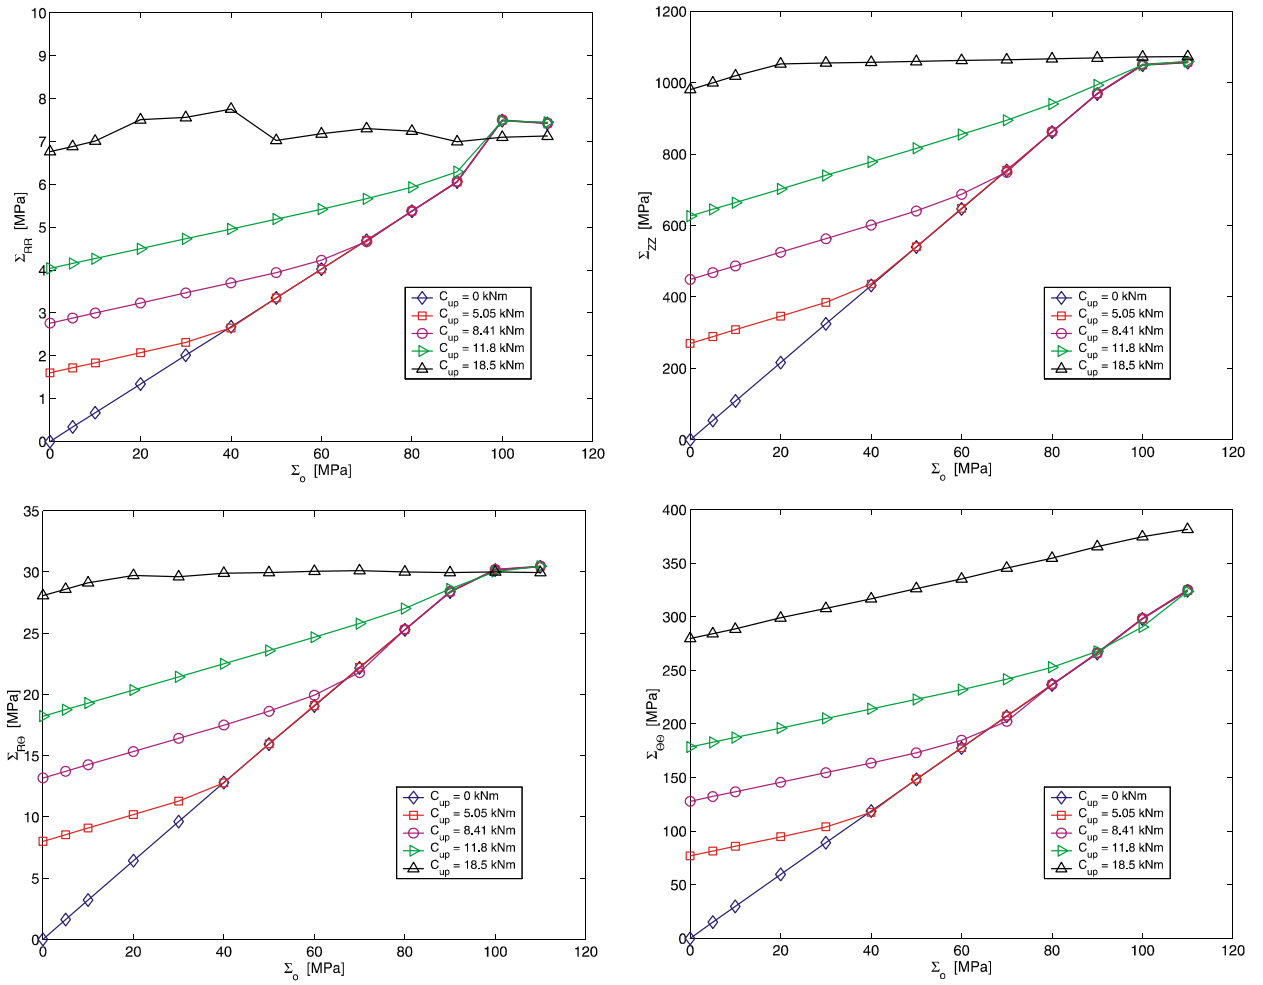 10
9
8
7
6
5
4
3
2
1
0
Σ_RR [MPa]
0 20 40 60 80 100 120
Σ_o [MPa]
C_up = 0 kNm
C_up = 5.05 kNm
C_up = 8.41 kNm
C_up = 11.8 kNm
C_up = 18.5 kNm
1200
1000
800
600
400
200
0
Σ_ZZ [MPa]
0 20 40 60 80 100 120
Σ_o [MPa]
C_up = 0 kNm
C_up = 5.05 kNm
C_up = 8.41 kNm
C_up = 11.8 kNm
C_up = 18.5 kNm
35
30
25
20
15
10
5
0
Σ_RΘ [MPa]
0 20 40 60 80 100 120
Σ_o [MPa]
C_up = 0 kNm
C_up = 5.05 kNm
C_up = 8.41 kNm
C_up = 11.8 kNm
C_up = 18.5 kNm
400
350
300
250
200
150
100
50
0
Σ_ΘΘ [MPa]
0 20 40 60 80 100 120
Σ_o [MPa]
C_up = 0 kNm
C_up = 5.05 kNm
C_up = 8.41 kNm
C_up = 11.8 kNm
C_up = 18.5 kNm